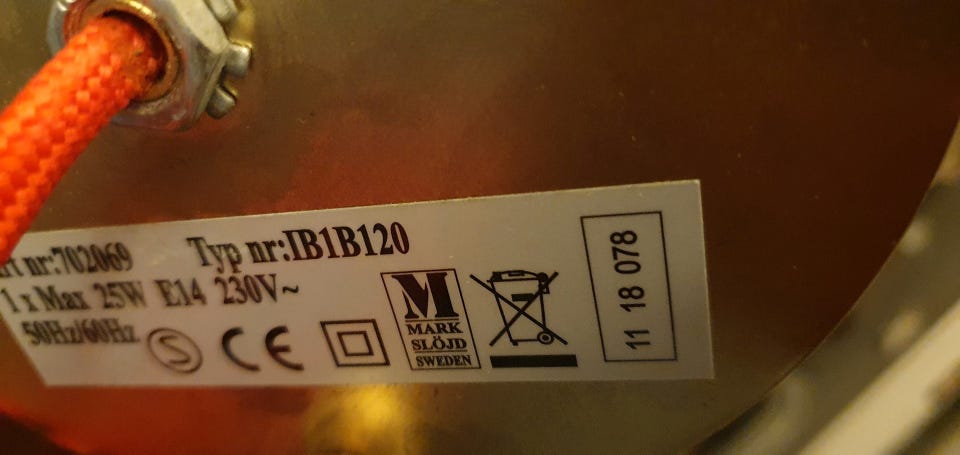 rt nr:702069 Typ nr:IB1B120
1 x Max 25W E14 230V~
50Hz/60Hz
S
CE
M
MARK
SLÖJD
SWEDEN
11 18 078